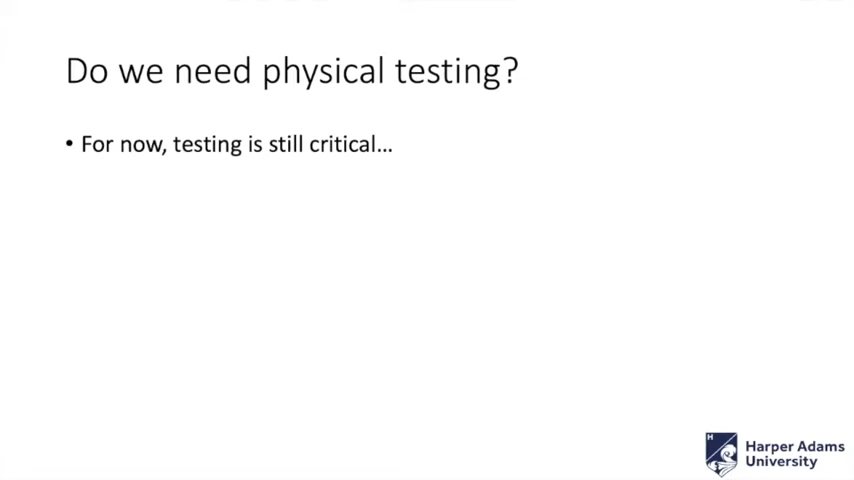 Do we need physical testing?
• For now, testing is still critical…
H
Harper Adams
University